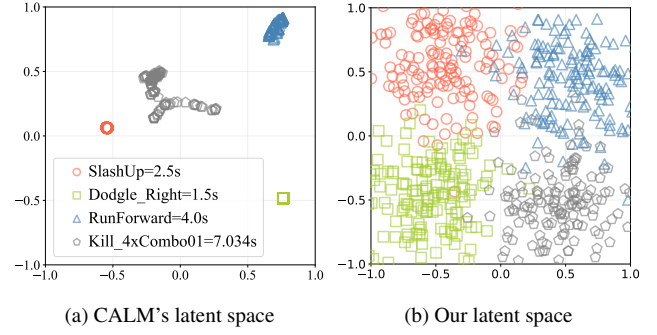 1.0
0.5
0.0
−0.5
−1.0
SlashUp=2.5s
Dodgle_Right=1.5s
RunForward=4.0s
Kill_4xCombo01=7.034s
−1.0 −0.5 0.0 0.5 1.0
(a) CALM's latent space
1.0
0.5
0.0
−0.5
−1.0
−1.0 −0.5 0.0 0.5 1.0
(b) Our latent space